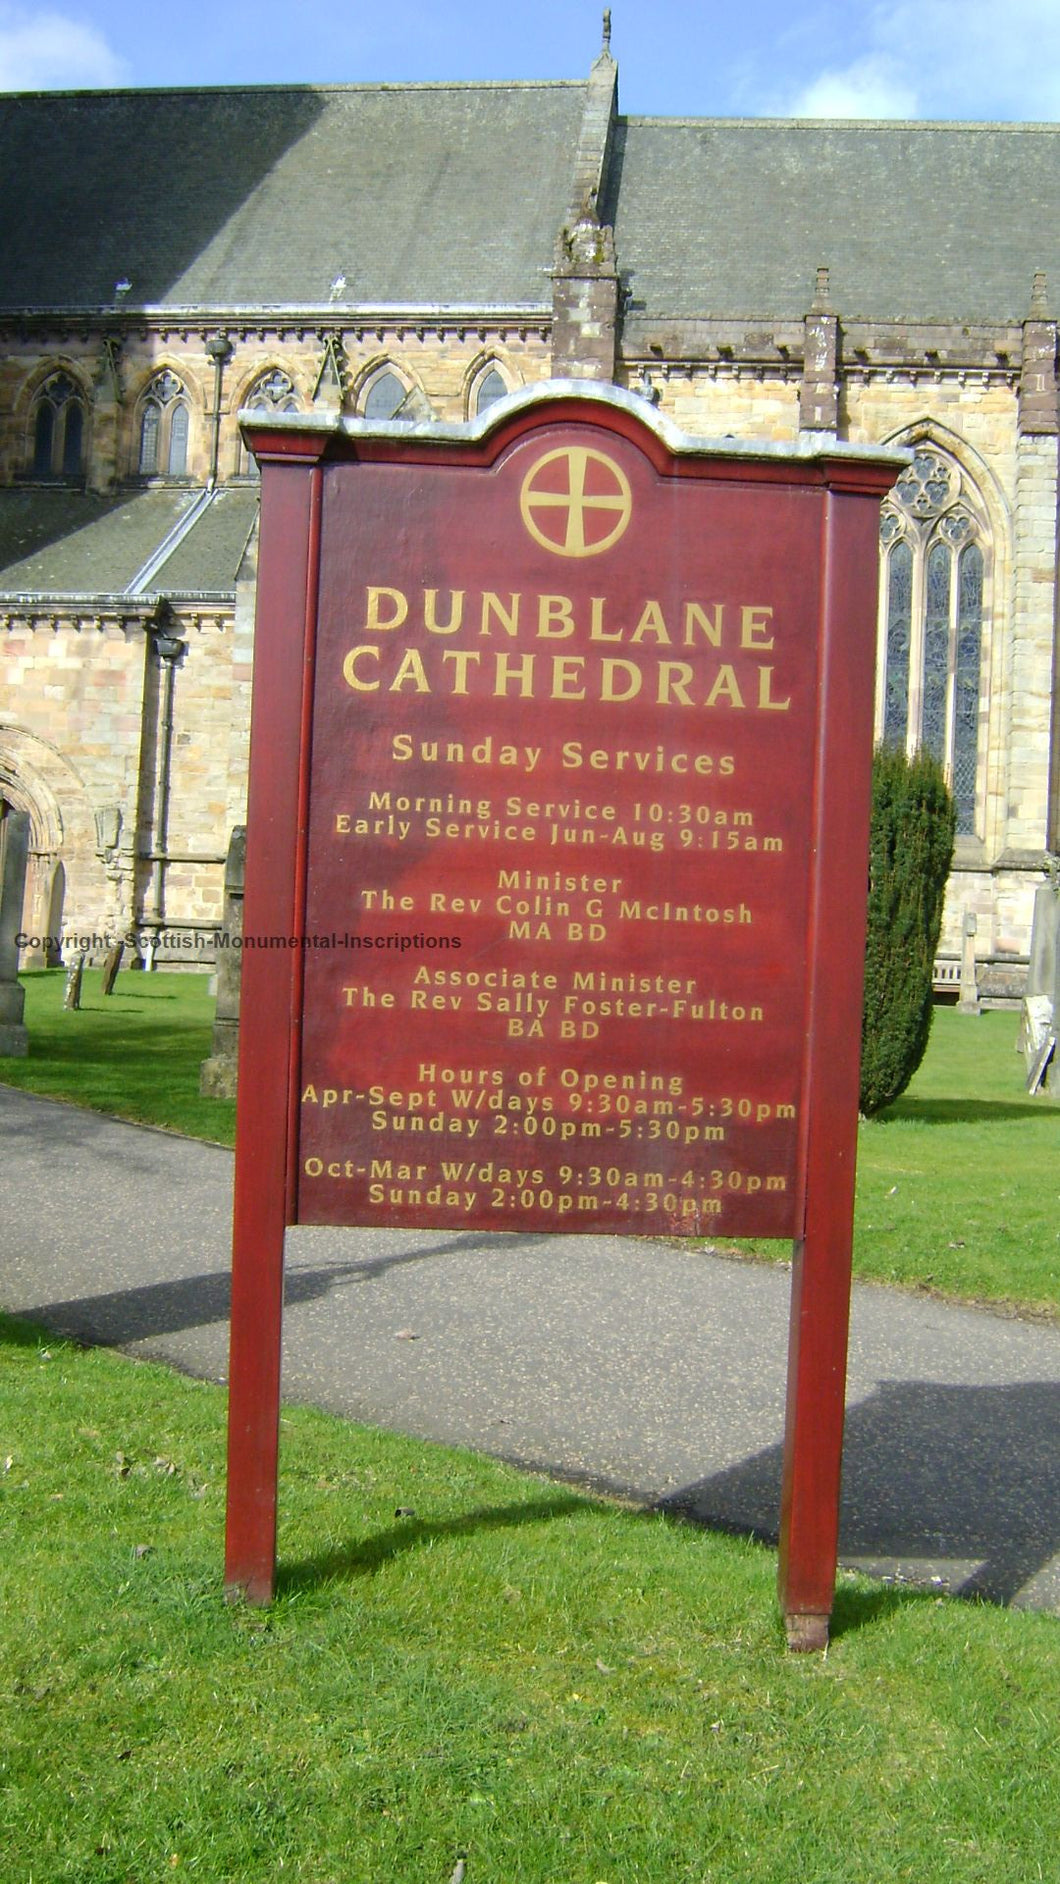 DUNBLANE
CATHEDRAL
Sunday Services
Morning Service 10:30am
Early Service Jun-Aug 9:15am
Minister
The Rev Colin G McIntosh
MA BD
Associate Minister
The Rev Sally Foster-Fulton
BA BD
Hours of Opening
Apr-Sept W/days 9:30am-5:30pm
Sunday 2:00pm-5:30pm
Oct-Mar W/days 9:30am-4:30pm
Sunday 2:00pm-4:30pm
Copyright -Scottish-Monumental-Inscriptions